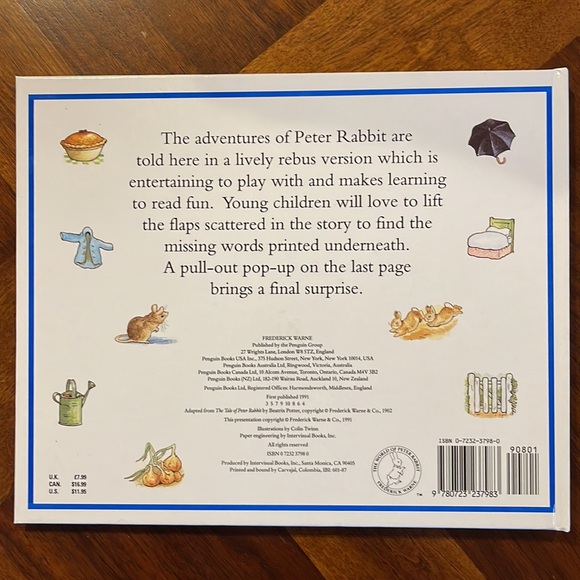 The adventures of Peter Rabbit are
told here in a lively rebus version which is
entertaining to play with and makes learning
to read fun. Young children will love to lift
the flaps scattered in the story to find the
missing words printed underneath.
A pull-out pop-up on the last page
brings a final surprise.
FREDERICK WARNE
Published by the Penguin Group
27 Wrights Lane, London W8 5TZ, England
Penguin Books USA Inc., 375 Hudson Street, New York, New York 10014, USA
Penguin Books Australia Ltd, Ringwood, Victoria, Australia
Penguin Books Canada Ltd, 10 Alcorn Avenue, Toronto, Ontario, Canada M4V 3B2
Penguin Books (NZ) Ltd, 182-190 Wairau Road, Auckland 10, New Zealand
Penguin Books Ltd, Registered Offices: Harmondsworth, Middlesex, England
First published 1991
3 5 7 9 10 8 6 4
Adapted from The Tale of Peter Rabbit by Beatrix Potter, copyright © Frederick Warne & Co., 1902
This presentation copyright © Frederick Warne & Co., 1991
Illustrations by Colin Twinn
Paper engineering by Intervisual Books, Inc.
All rights reserved
ISBN 0 7232 3798 0
Produced by Intervisual Books, Inc., Santa Monica, CA 90405
Printed and bound by Carvajal, Colombia, IBI: 601-87
U.K. £7.99
CAN. $16.99
U.S. $11.95
THE WORLD OF PETER RABBIT
FREDERICK WARNE
™
ISBN 0-7232-3798-0
90801
9 780723 237983